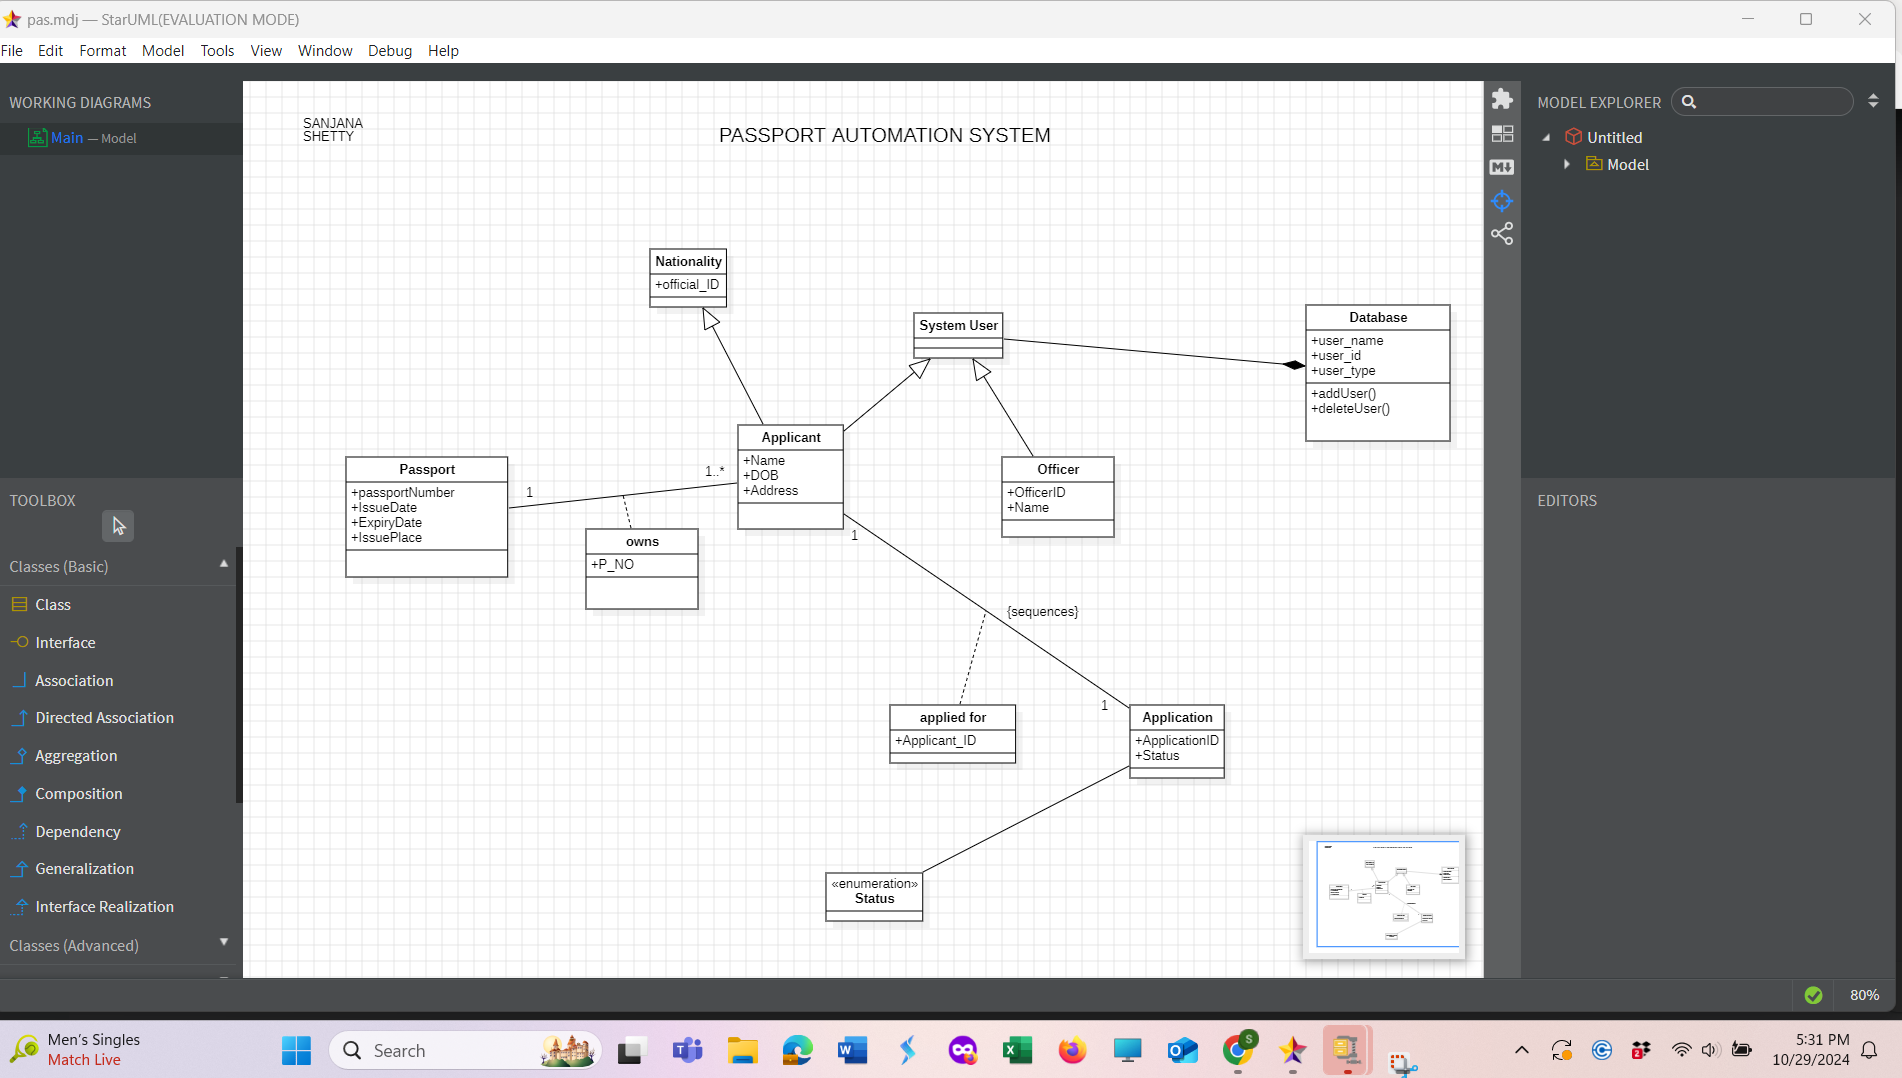 pas.mdj — StarUML(EVALUATION MODE)
File Edit Format Model Tools View Window Debug Help
WORKING DIAGRAMS
Main — Model
TOOLBOX
Classes (Basic)
Class
Interface
Association
Directed Association
Aggregation
Composition
Dependency
Generalization
Interface Realization
Classes (Advanced)
SANJANA
SHETTY
PASSPORT AUTOMATION SYSTEM
Nationality
+official_ID
System User
Database
+user_name
+user_id
+user_type
+addUser()
+deleteUser()
Applicant
+Name
+DOB
+Address
Passport
+passportNumber
+IssueDate
+ExpiryDate
+IssuePlace
1
1..*
owns
+P_NO
Officer
+OfficerID
+Name
1
{sequences}
1
applied for
+Applicant_ID
Application
+ApplicationID
+Status
«enumeration»
Status
MODEL EXPLORER
Untitled
Model
EDITORS
80%
Men's Singles
Match Live
Search
5:31 PM
10/29/2024